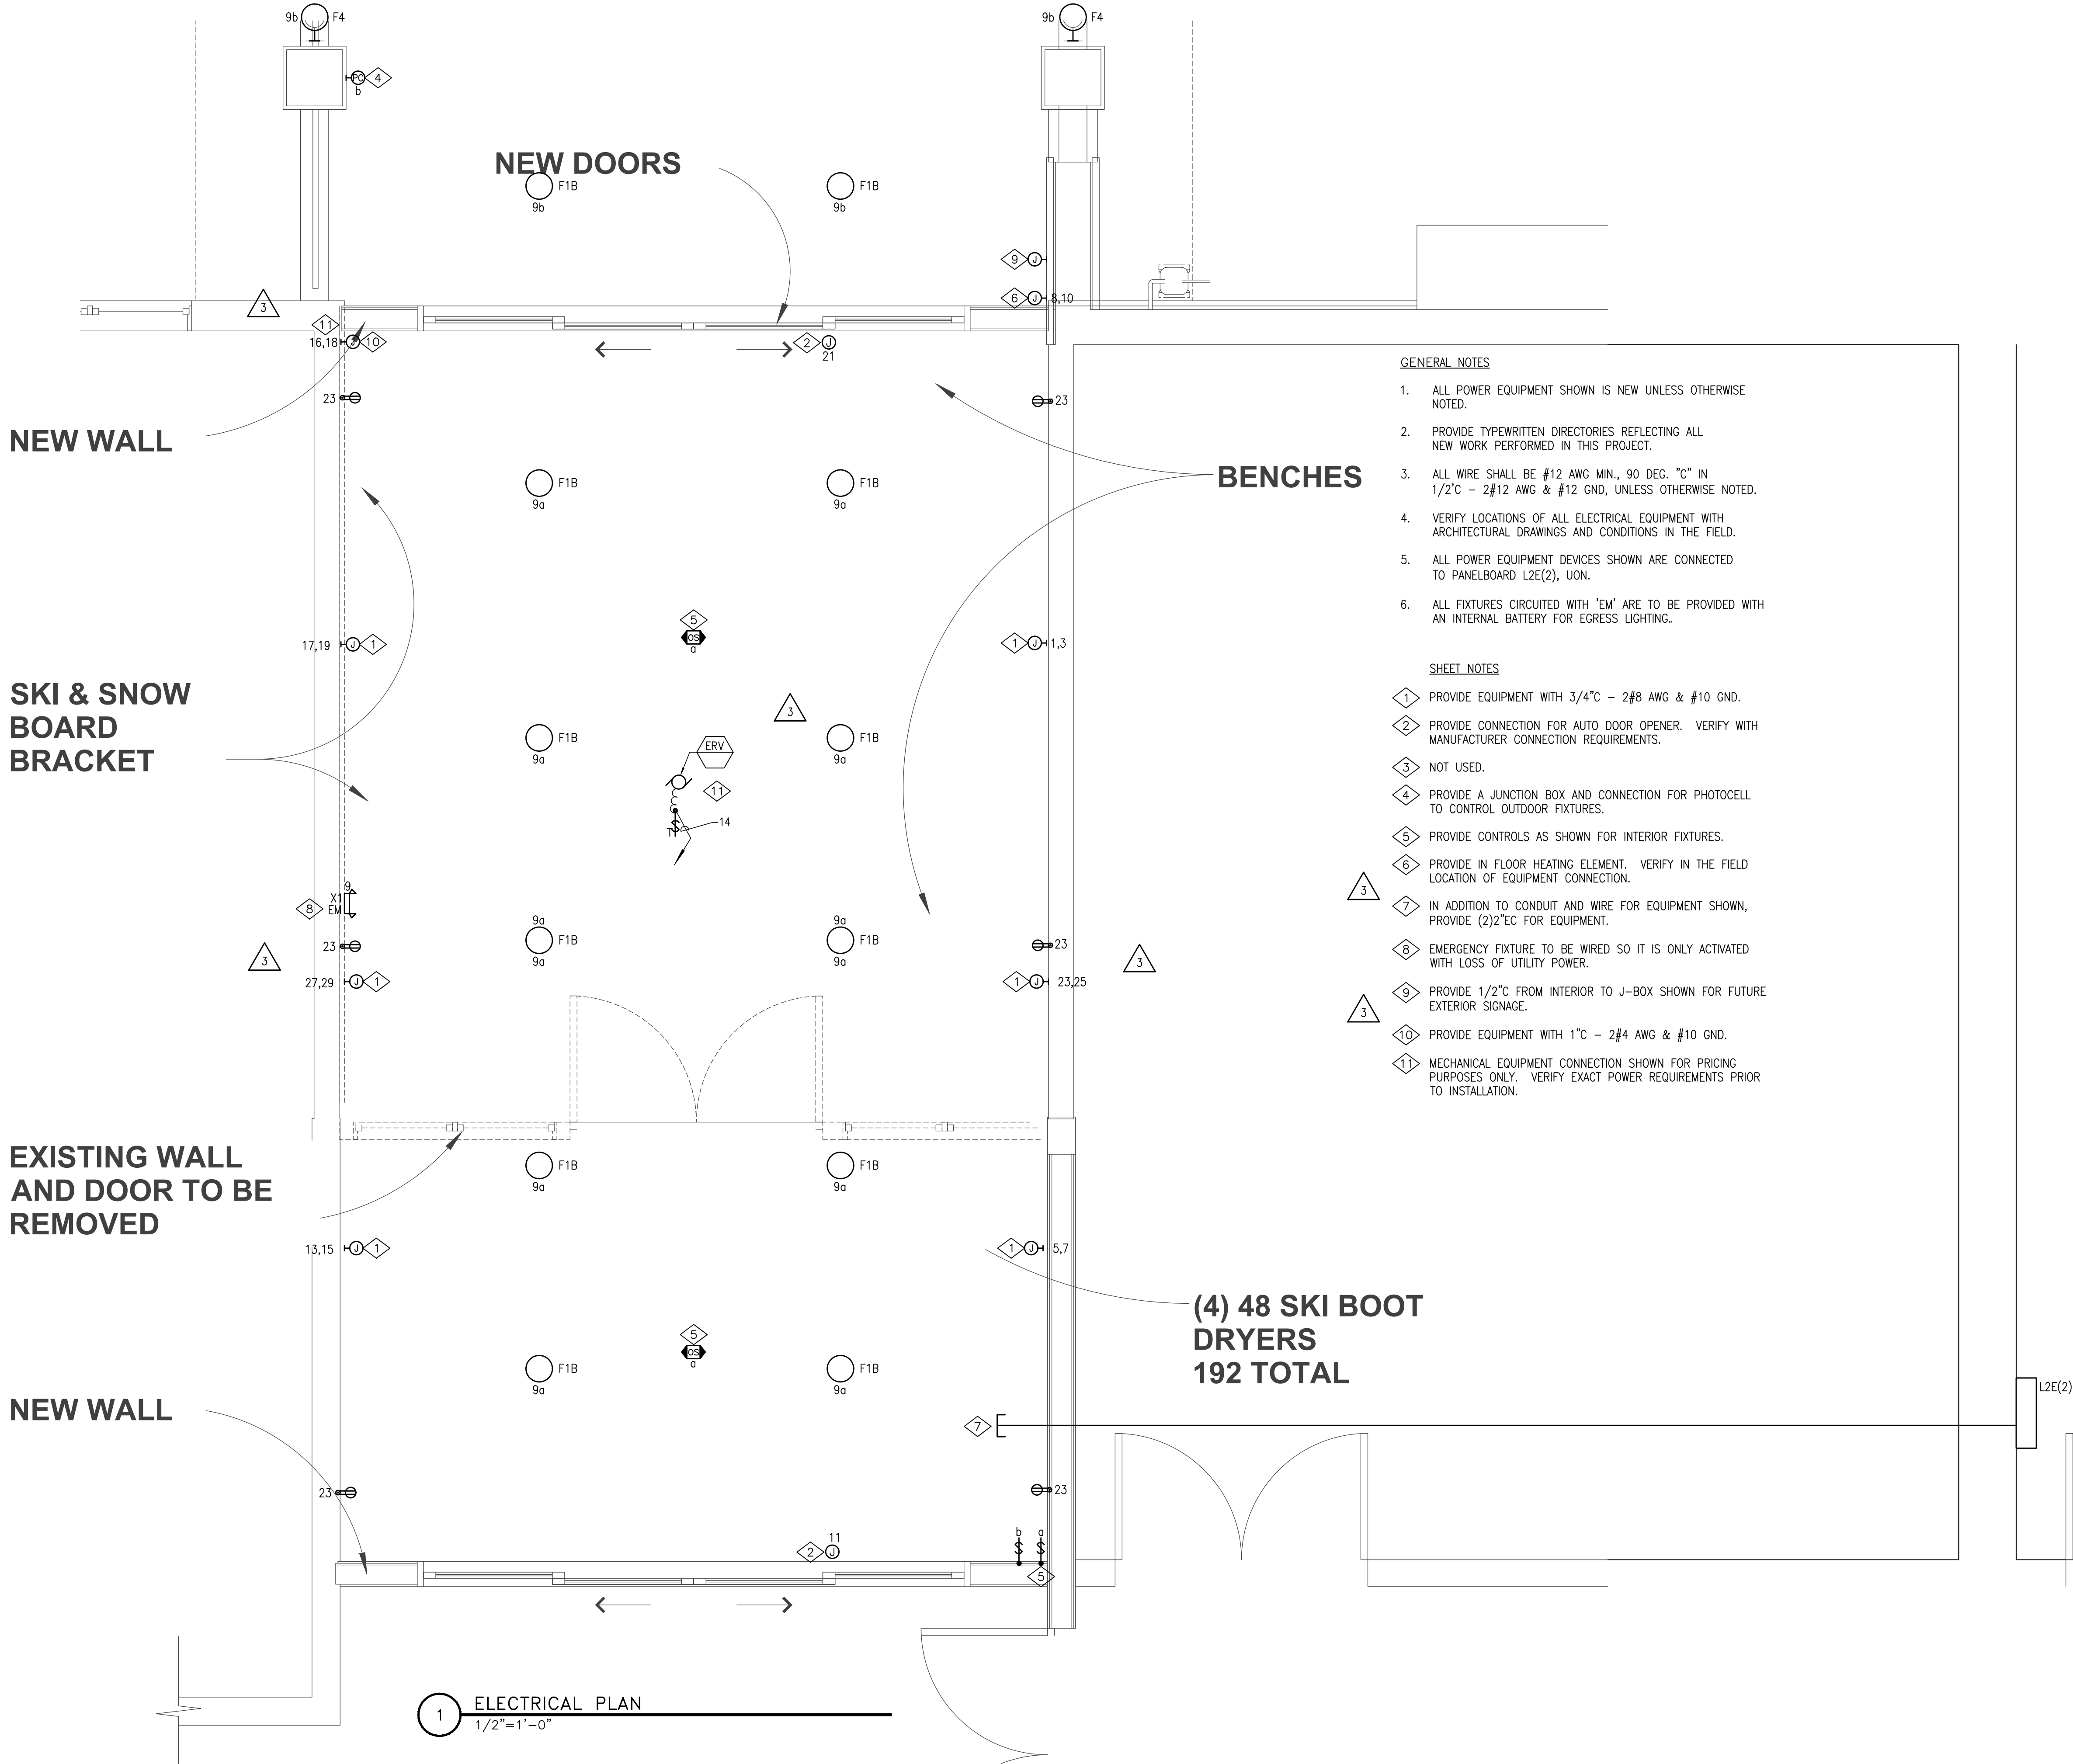 9b F4
9b F4
PC 4
b
NEW DOORS
F1B
9b
F1B
9b
9 J
6 J 8,10
3
11
16,18 J 10
2 J
21
23
23
NEW WALL
BENCHES
F1B
9a
F1B
9a
5
OS
a
17,19 J 1
1 J 1,3
SKI & SNOW
BOARD
BRACKET
3
F1B
9a
F1B
9a
ERV
11
14
T
$
9
X1
EM
8
9a
F1B
9a
9a
F1B
9a
23
23
3
3
27,29 J 1
1 J 23,25
EXISTING WALL
AND DOOR TO BE
REMOVED
F1B
9a
F1B
9a
13,15 J 1
1 J 5,7
(4) 48 SKI BOOT
DRYERS
192 TOTAL
5
OS
a
F1B
9a
F1B
9a
NEW WALL
7
L2E(2)
23
23
11
2 J
b a
$ $
5
GENERAL NOTES
1. ALL POWER EQUIPMENT SHOWN IS NEW UNLESS OTHERWISE
NOTED.
2. PROVIDE TYPEWRITTEN DIRECTORIES REFLECTING ALL
NEW WORK PERFORMED IN THIS PROJECT.
3. ALL WIRE SHALL BE #12 AWG MIN., 90 DEG. "C" IN
1/2'C – 2#12 AWG & #12 GND, UNLESS OTHERWISE NOTED.
4. VERIFY LOCATIONS OF ALL ELECTRICAL EQUIPMENT WITH
ARCHITECTURAL DRAWINGS AND CONDITIONS IN THE FIELD.
5. ALL POWER EQUIPMENT DEVICES SHOWN ARE CONNECTED
TO PANELBOARD L2E(2), UON.
6. ALL FIXTURES CIRCUITED WITH 'EM' ARE TO BE PROVIDED WITH
AN INTERNAL BATTERY FOR EGRESS LIGHTING..
SHEET NOTES
1 PROVIDE EQUIPMENT WITH 3/4"C – 2#8 AWG & #10 GND.
2 PROVIDE CONNECTION FOR AUTO DOOR OPENER. VERIFY WITH
MANUFACTURER CONNECTION REQUIREMENTS.
3 NOT USED.
4 PROVIDE A JUNCTION BOX AND CONNECTION FOR PHOTOCELL
TO CONTROL OUTDOOR FIXTURES.
5 PROVIDE CONTROLS AS SHOWN FOR INTERIOR FIXTURES.
6 PROVIDE IN FLOOR HEATING ELEMENT. VERIFY IN THE FIELD
LOCATION OF EQUIPMENT CONNECTION.
3
7 IN ADDITION TO CONDUIT AND WIRE FOR EQUIPMENT SHOWN,
PROVIDE (2)2"EC FOR EQUIPMENT.
8 EMERGENCY FIXTURE TO BE WIRED SO IT IS ONLY ACTIVATED
WITH LOSS OF UTILITY POWER.
9 PROVIDE 1/2"C FROM INTERIOR TO J–BOX SHOWN FOR FUTURE
EXTERIOR SIGNAGE.
3
10 PROVIDE EQUIPMENT WITH 1"C – 2#4 AWG & #10 GND.
11 MECHANICAL EQUIPMENT CONNECTION SHOWN FOR PRICING
PURPOSES ONLY. VERIFY EXACT POWER REQUIREMENTS PRIOR
TO INSTALLATION.
1 ELECTRICAL PLAN
1/2"=1'–0"